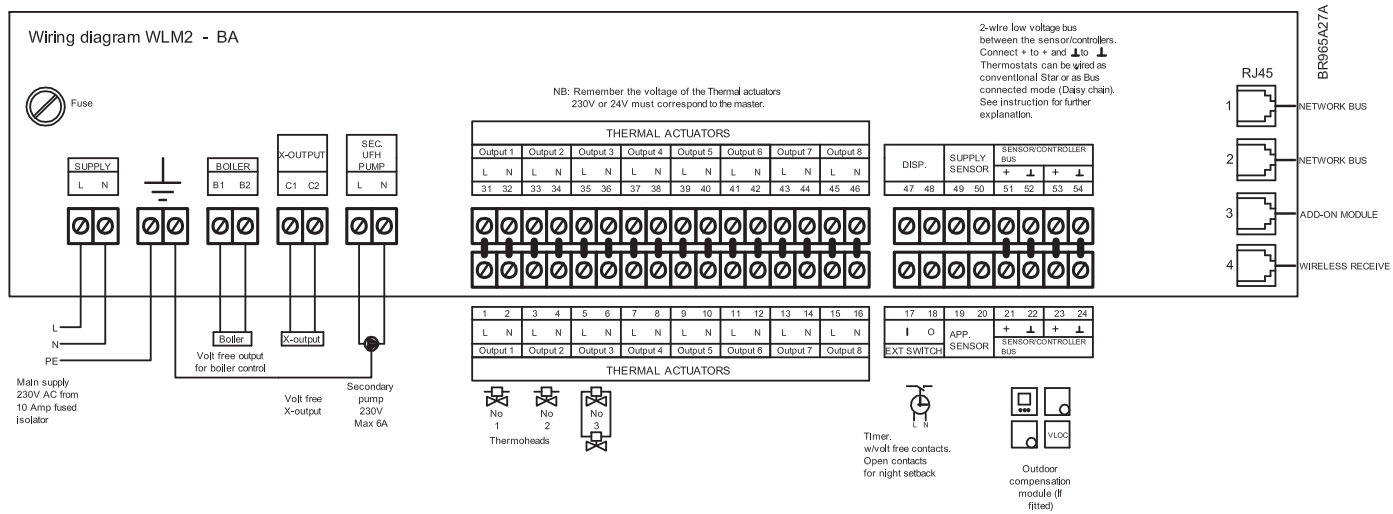 Wiring diagram WLM2 - BA
Fuse
NB: Remember the voltage of the Thermal actuators
230V or 24V must correspond to the master.
2-wire low voltage bus
between the sensor/controllers.
Connect + to + and ⊥ to ⊥
Thermostats can be wired as
conventional Star or as Bus
connected mode (Daisy chain).
See instruction for further
explanation.
BR965A27A
RJ45
1 NETWORK BUS
2 NETWORK BUS
3 ADD-ON MODULE
4 WIRELESS RECEIVE
SUPPLY
L N
BOILER
B1 B2
X-OUTPUT
C1 C2
SEC.
UFH
PUMP
L N
THERMAL ACTUATORS
Output 1 Output 2 Output 3 Output 4 Output 5 Output 6 Output 7 Output 8
L N L N L N L N L N L N L N L N
31 32 33 34 35 36 37 38 39 40 41 42 43 44 45 46
DISP.
47 48
SUPPLY
SENSOR
49 50
SENSOR/CONTROLLER
BUS
+ ⊥ + ⊥
51 52 53 54
1 2 3 4 5 6 7 8 9 10 11 12 13 14 15 16
L N L N L N L N L N L N L N L N
Output 1 Output 2 Output 3 Output 4 Output 5 Output 6 Output 7 Output 8
THERMAL ACTUATORS
17 18 19 20 21 22 23 24
I O
EXT SWITCH
APP.
SENSOR
+ ⊥ + ⊥
SENSOR/CONTROLLER
BUS
L
N
PE
Main supply
230V AC from
10 Amp fused
isolator
Boiler
Volt free output
for boiler control
X-output
Volt free
X-output
Secondary
pump
230V
Max 6A
No
1
No
2
No
3
Thermoheads
L N
Timer.
w/volt free contacts.
Open contacts
for night setback
VLOC
Outdoor
compensation
module (If
fitted)